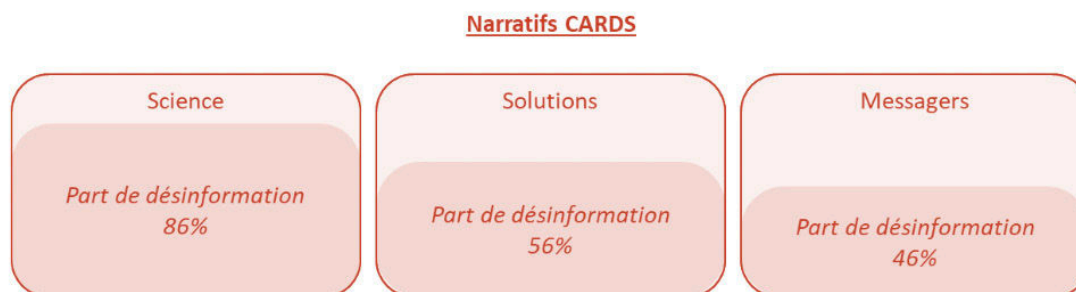 Narratifs CARDS
Science
Part de désinformation
86%
Solutions
Part de désinformation
56%
Messagers
Part de désinformation
46%